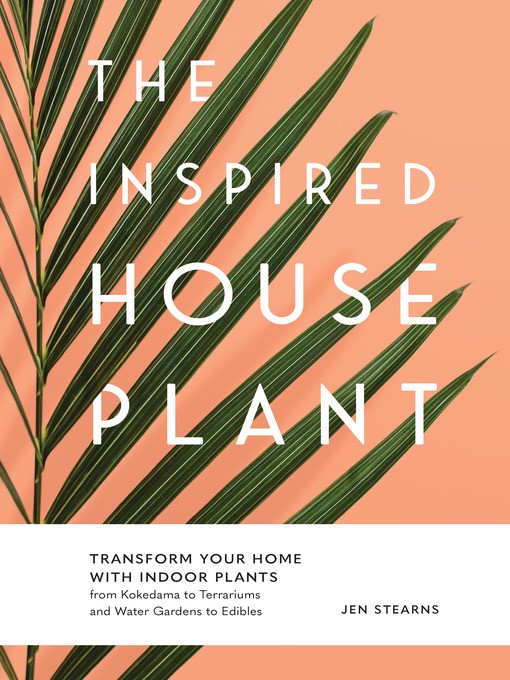 THE
INSPIRED
HOUSE
PLANT
TRANSFORM YOUR HOME
WITH INDOOR PLANTS
from Kokedama to Terrariums
and Water Gardens to Edibles
JEN STEARNS